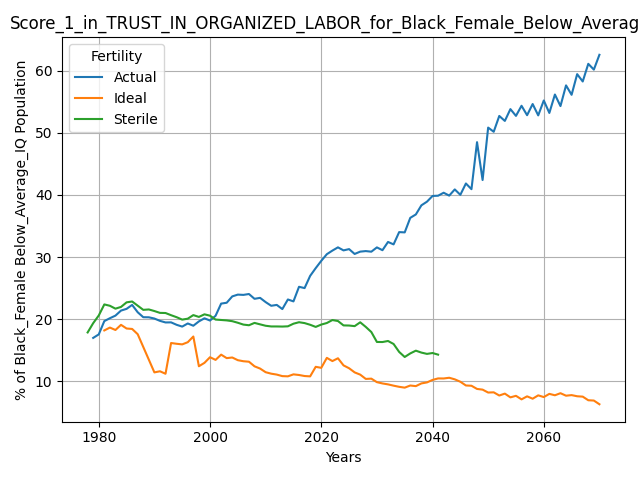 Score_1_in_TRUST_IN_ORGANIZED_LABOR_for_Black_Female_Below_Averag
Fertility
Actual
Ideal
Sterile
% of Black_Female Below_Average_IQ Population
60
50
40
30
20
10
1980
2000
2020
2040
2060
Years